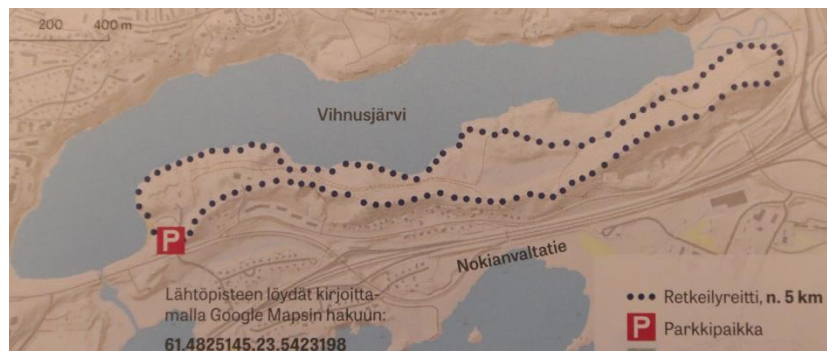 200 400 m
Vihnusjärvi
Nokianvaltatie
P
Lähtöpisteen löydät kirjoitta-
malla Google Mapsin hakuun:
61.4825145,23.5423198
Retkeilyreitti, n. 5 km
P Parkkipaikka